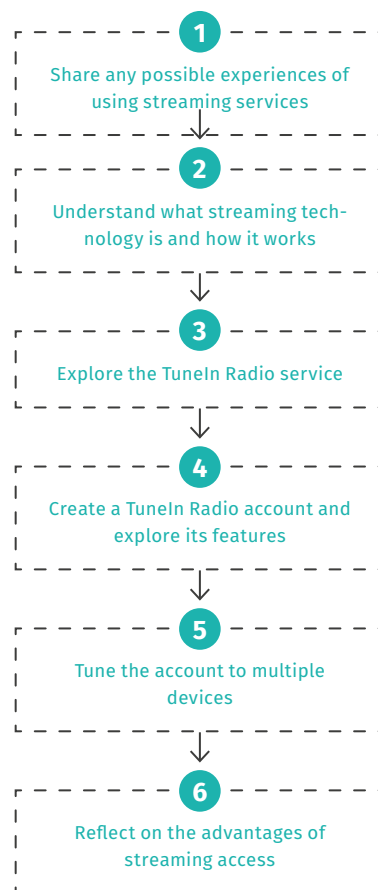 1
Share any possible experiences of
using streaming services
2
Understand what streaming tech-
nology is and how it works
3
Explore the TuneIn Radio service
4
Create a TuneIn Radio account and
explore its features
5
Tune the account to multiple
devices
6
Reflect on the advantages of
streaming access